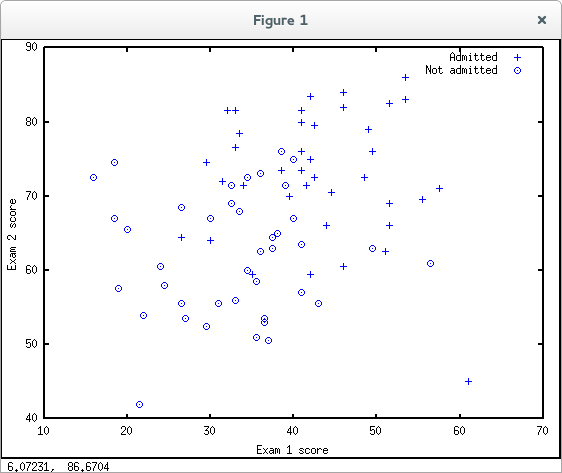 Figure 1
×
90
80
70
60
50
40
Exam 2 score
Admitted +
Not admitted o
10 20 30 40 50 60 70
Exam 1 score
6.07231, 86.6704